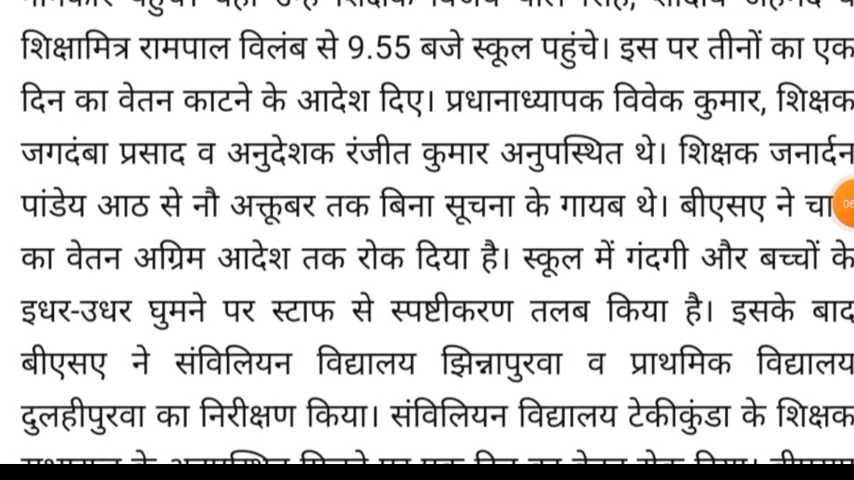 शिक्षामित्र रामपाल विलंब से 9.55 बजे स्कूल पहुंचे। इस पर तीनों का एक
दिन का वेतन काटने के आदेश दिए। प्रधानाध्यापक विवेक कुमार, शिक्षक
जगदंबा प्रसाद व अनुदेशक रंजीत कुमार अनुपस्थित थे। शिक्षक जनार्दन
पांडेय आठ से नौ अक्तूबर तक बिना सूचना के गायब थे। बीएसए ने
का वेतन अग्रिम आदेश तक रोक दिया है। स्कूल में गंदगी और बच्चों के
इधर-उधर घुमने पर स्टाफ से स्पष्टीकरण तलब किया है। इसके बाद
बीएसए ने संविलियन विद्यालय झिन्नापुरवा व प्राथमिक विद्यालय
दुलहीपुरवा का निरीक्षण किया। संविलियन विद्यालय टेकीकुंडा के शिक्षक